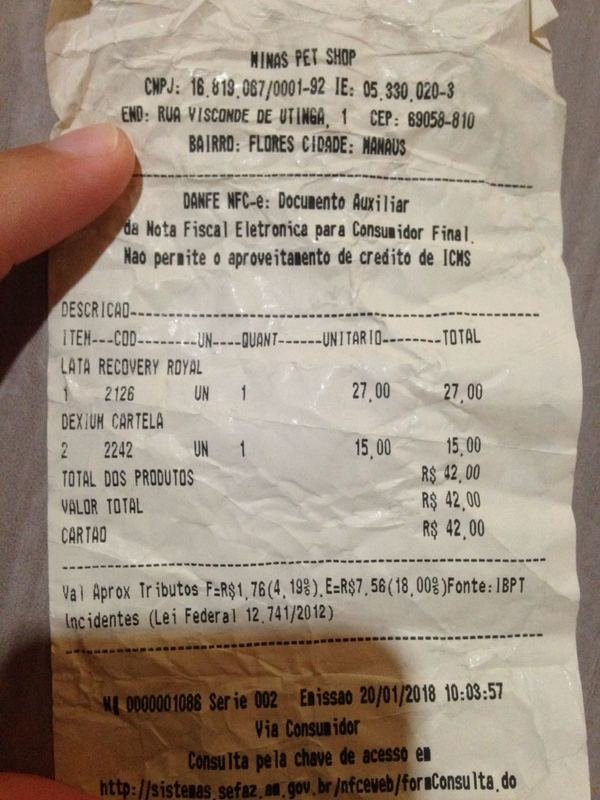 MINAS PET SHOP
CNPJ: 16.819.067/0001-92 IE: 05.330.020-3
END: RUA VISCONDE DE UTINGA, 1 CEP: 69058-810
BAIRRO: FLORES CIDADE: MANAUS
DANFE NFC-e: Documento Auxiliar
da Nota Fiscal Eletronica para Consumidor Final.
Nao permite o aproveitamento de credito de ICMS
DESCRICAO--------------------------------------------
ITEM---COD--------UN----QUANT------UNITARIO--------TOTAL
LATA RECOVERY ROYAL
1 2126 UN 1 27,00 27,00
DEXIUM CARTELA
2 2242 UN 1 15,00 15,00
TOTAL DOS PRODUTOS R$ 42,00
VALOR TOTAL R$ 42,00
CARTAO R$ 42,00
Val Aprox Tributos F=R$1,76(4,19%),E=R$7,56(18,00%)Fonte:IBPT
Incidentes (Lei Federal 12.741/2012)
0000001086 Serie 002 Emissao 20/01/2018 10:03:57
Via Consumidor
Consulta pela chave de acesso em
http://sistemas.sefaz.am.gov.br/nfceweb/formConsulta.do